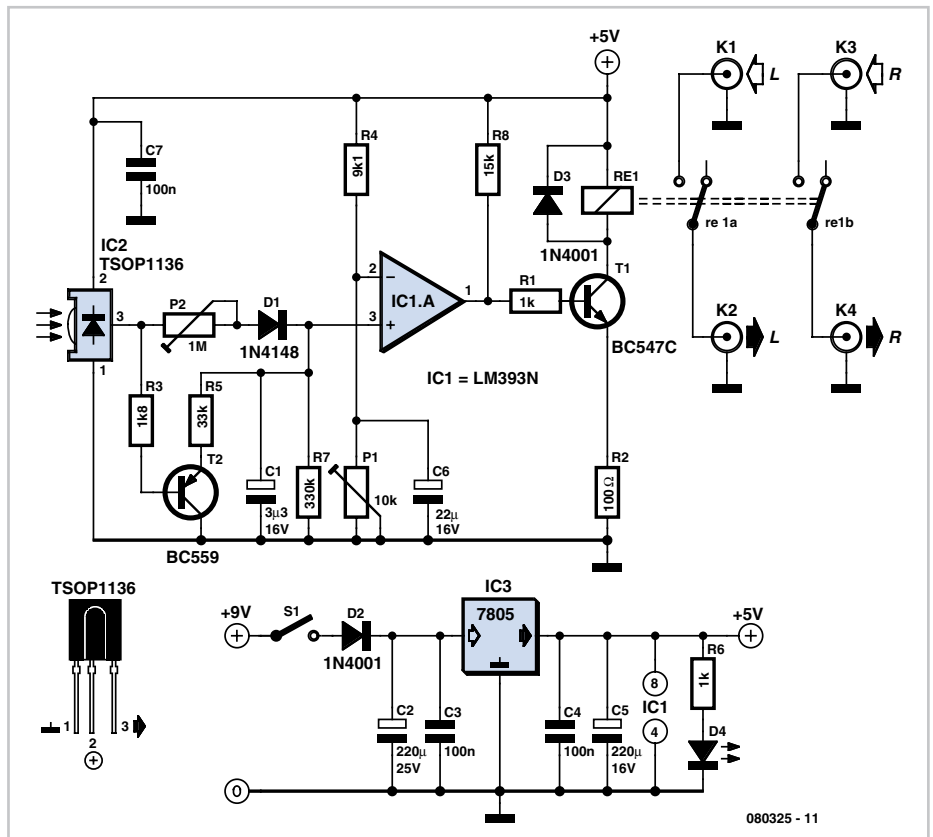 +5V
K1
K3
L
R
R4
9k1
R8
15k
C7
100n
D3
RE1
1N4001
re 1a
re1b
IC2
TSOP1136
2
3
1
P2
1M
D1
1N4148
2
3
IC1.A
1
R1
1k
T1
BC547C
K2
L
K4
R
IC1 = LM393N
R3
1k8
R5
33k
T2
BC559
C1
3µ3
16V
R7
330k
P1
10k
C6
22µ
16V
R2
100Ω
TSOP1136
1
2
3
+9V
S1
D2
1N4001
IC3
7805
+5V
C2
220µ
25V
C3
100n
C4
100n
C5
220µ
16V
8
IC1
4
R6
1k
D4
0
080325 - 11